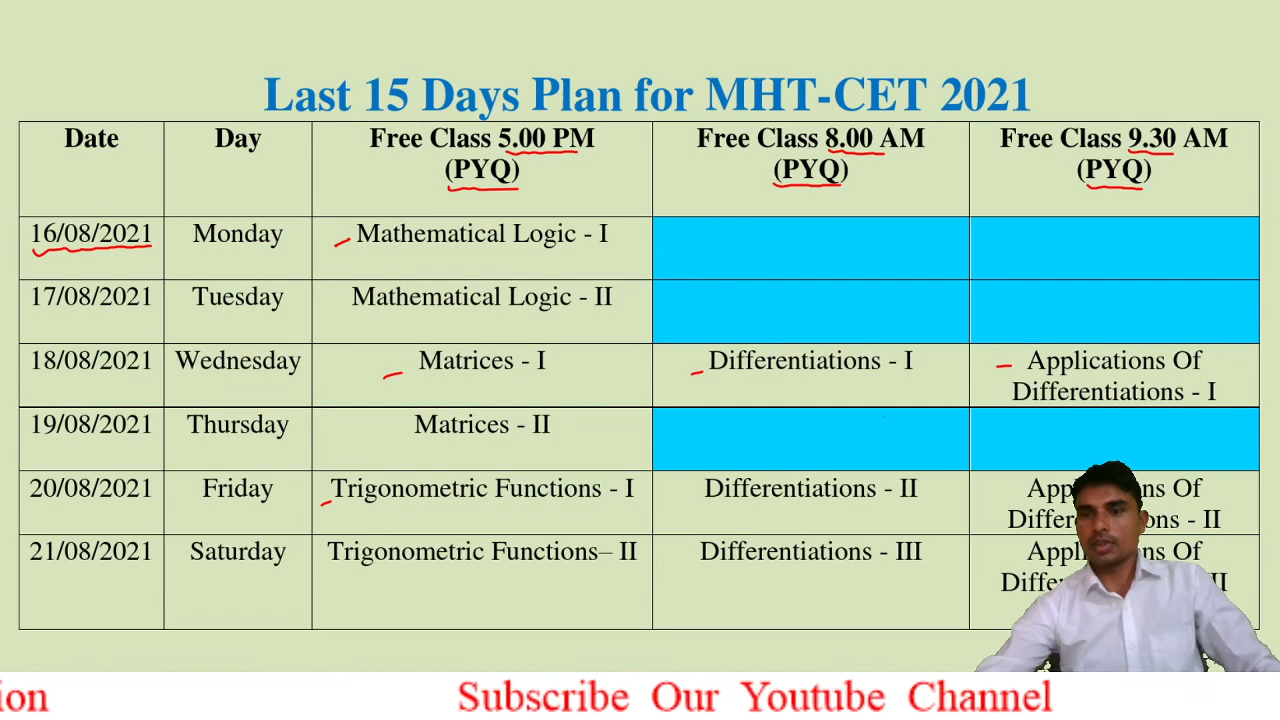 Last 15 Days Plan for MHT-CET 2021
Date Day Free Class 5.00 PM Free Class 8.00 AM Free Class 9.30 AM
(PYQ) (PYQ) (PYQ)
16/08/2021 Monday Mathematical Logic - I
17/08/2021 Tuesday Mathematical Logic - II
18/08/2021 Wednesday Matrices - I Differentiations - I Applications Of
Differentiations - I
19/08/2021 Thursday Matrices - II
20/08/2021 Friday Trigonometric Functions - I Differentiations - II Of
- II
21/08/2021 Saturday Trigonometric Functions– II Differentiations - III Of
Subscribe Our Youtube Channel